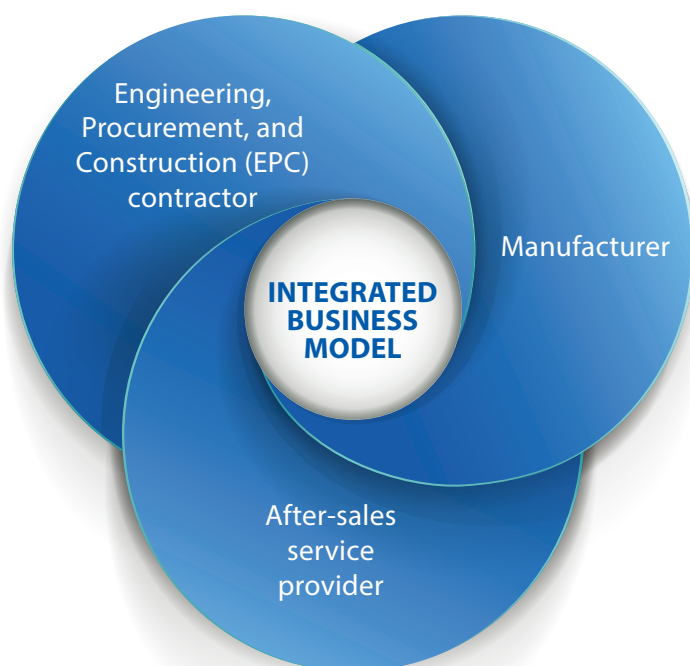 Engineering,
Procurement, and
Construction (EPC)
contractor
Manufacturer
INTEGRATED
BUSINESS
MODEL
After-sales
service
provider